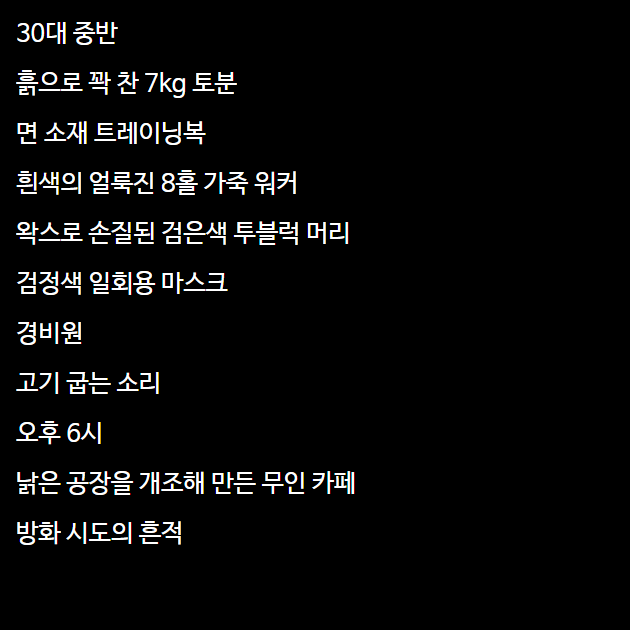 30대 중반
흙으로 꽉 찬 7kg 토분
면 소재 트레이닝복
흰색의 얼룩진 8홀 가죽 워커
왁스로 손질된 검은색 투블럭 머리
검정색 일회용 마스크
경비원
고기 굽는 소리
오후 6시
낡은 공장을 개조해 만든 무인 카페
방화 시도의 흔적